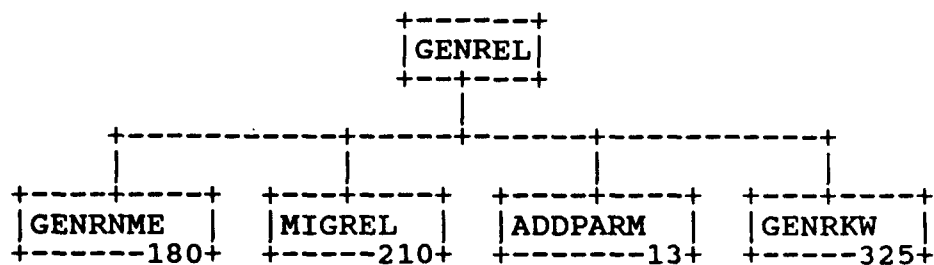 GENREL
GENRNME MIGREL ADDPARM GENRKW
180 210 13 325